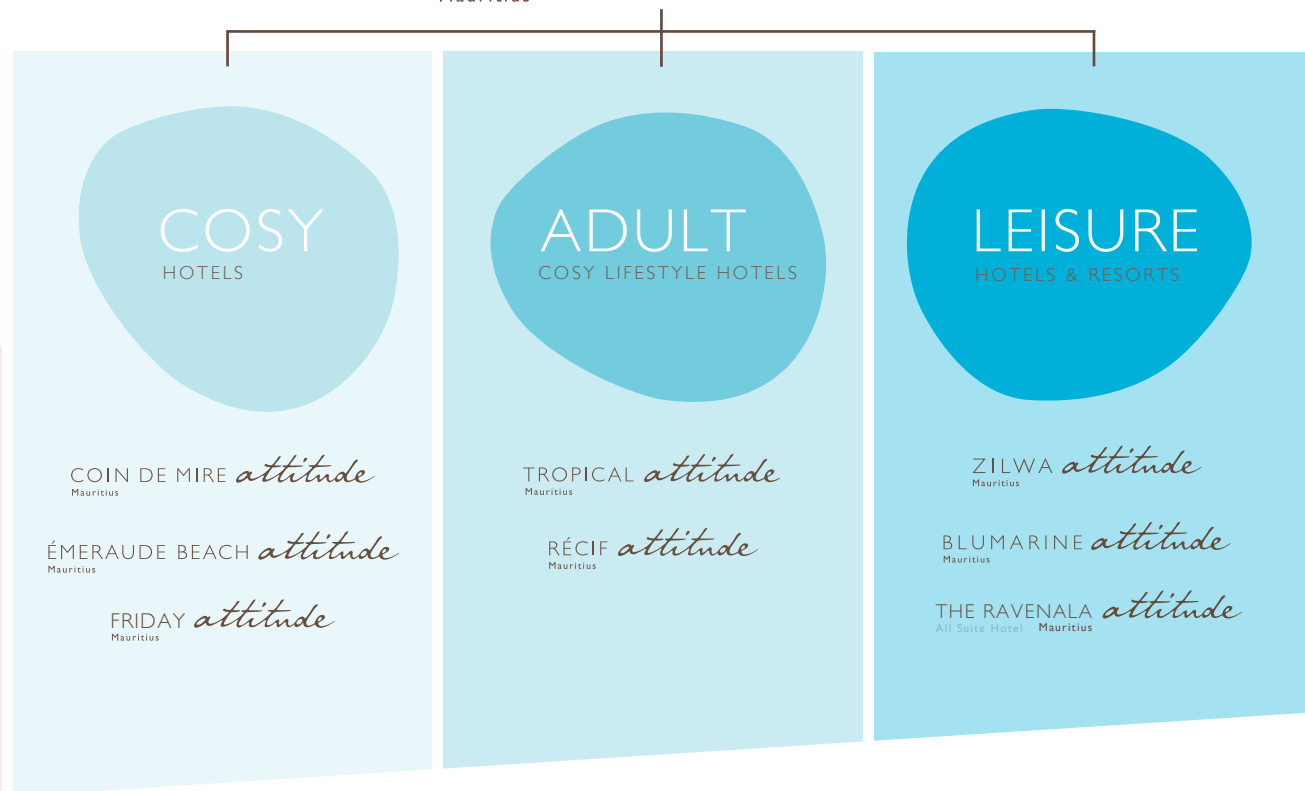 Mauritius
COSY
HOTELS
COIN DE MIRE attitude
Mauritius
ÉMERAUDE BEACH attitude
Mauritius
FRIDAY attitude
Mauritius
ADULT
COSY LIFESTYLE HOTELS
TROPICAL attitude
Mauritius
RÉCIF attitude
Mauritius
LEISURE
HOTELS & RESORTS
ZILWA attitude
Mauritius
BLUMARINE attitude
Mauritius
THE RAVENALA attitude
All Suite Hotel Mauritius